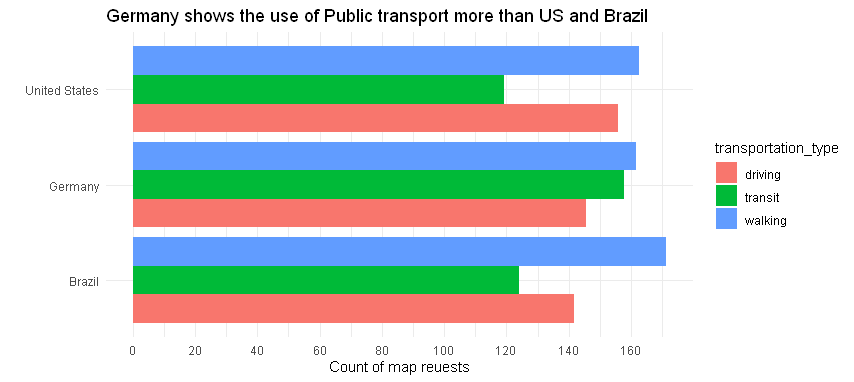 Germany shows the use of Public transport more than US and Brazil
United States
Germany
Brazil
0 20 40 60 80 100 120 140 160
Count of map reuests
transportation_type
driving
transit
walking